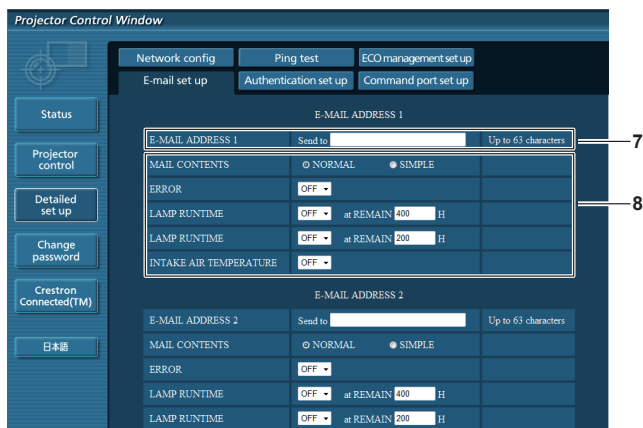 Projector Control Window
Network config Ping test ECO management set up
E-mail set up Authentication set up Command port set up
Status
Projector control
Detailed set up
Change password
Crestron Connected(TM)
日本語
E-MAIL ADDRESS 1
E-MAIL ADDRESS 1 Send to Up to 63 characters 7
MAIL CONTENTS NORMAL SIMPLE
ERROR OFF 8
LAMP RUNTIME OFF at REMAIN 400 H
LAMP RUNTIME OFF at REMAIN 200 H
INTAKE AIR TEMPERATURE OFF
E-MAIL ADDRESS 2
E-MAIL ADDRESS 2 Send to Up to 63 characters
MAIL CONTENTS NORMAL SIMPLE
ERROR OFF
LAMP RUNTIME OFF at REMAIN 400 H
LAMP RUNTIME OFF at REMAIN 200 H